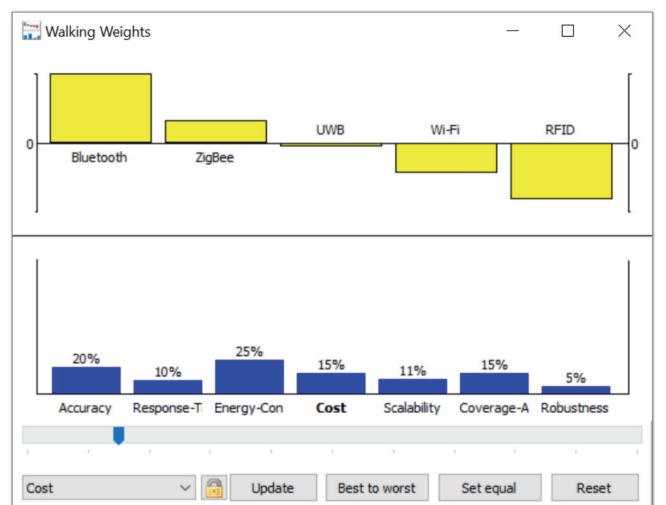 Walking Weights
UWB Wi-Fi RFID
0 0
Bluetooth ZigBee
20% 10% 25% 15% 11% 15% 5%
Accuracy Response-Ti Energy-Con Cost Scalability Coverage-A Robustness
Cost Update Best to worst Set equal Reset